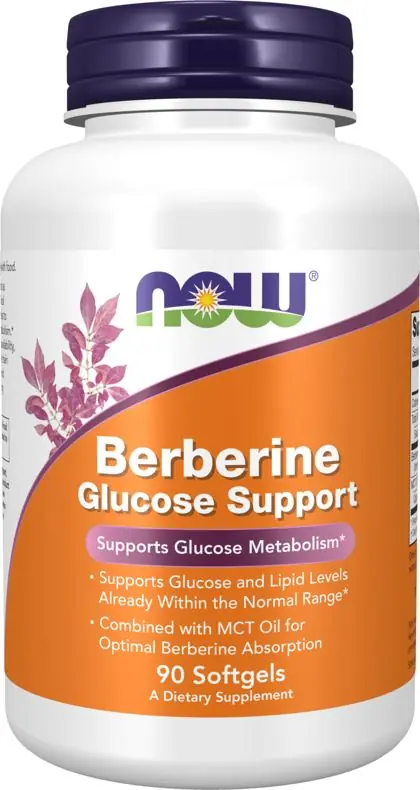 now®
Berberine
Glucose Support
Supports Glucose Metabolism*
• Supports Glucose and Lipid Levels
Already Within the Normal Range*
• Combined with MCT Oil for
Optimal Berberine Absorption
90 Softgels
A Dietary Supplement
food.